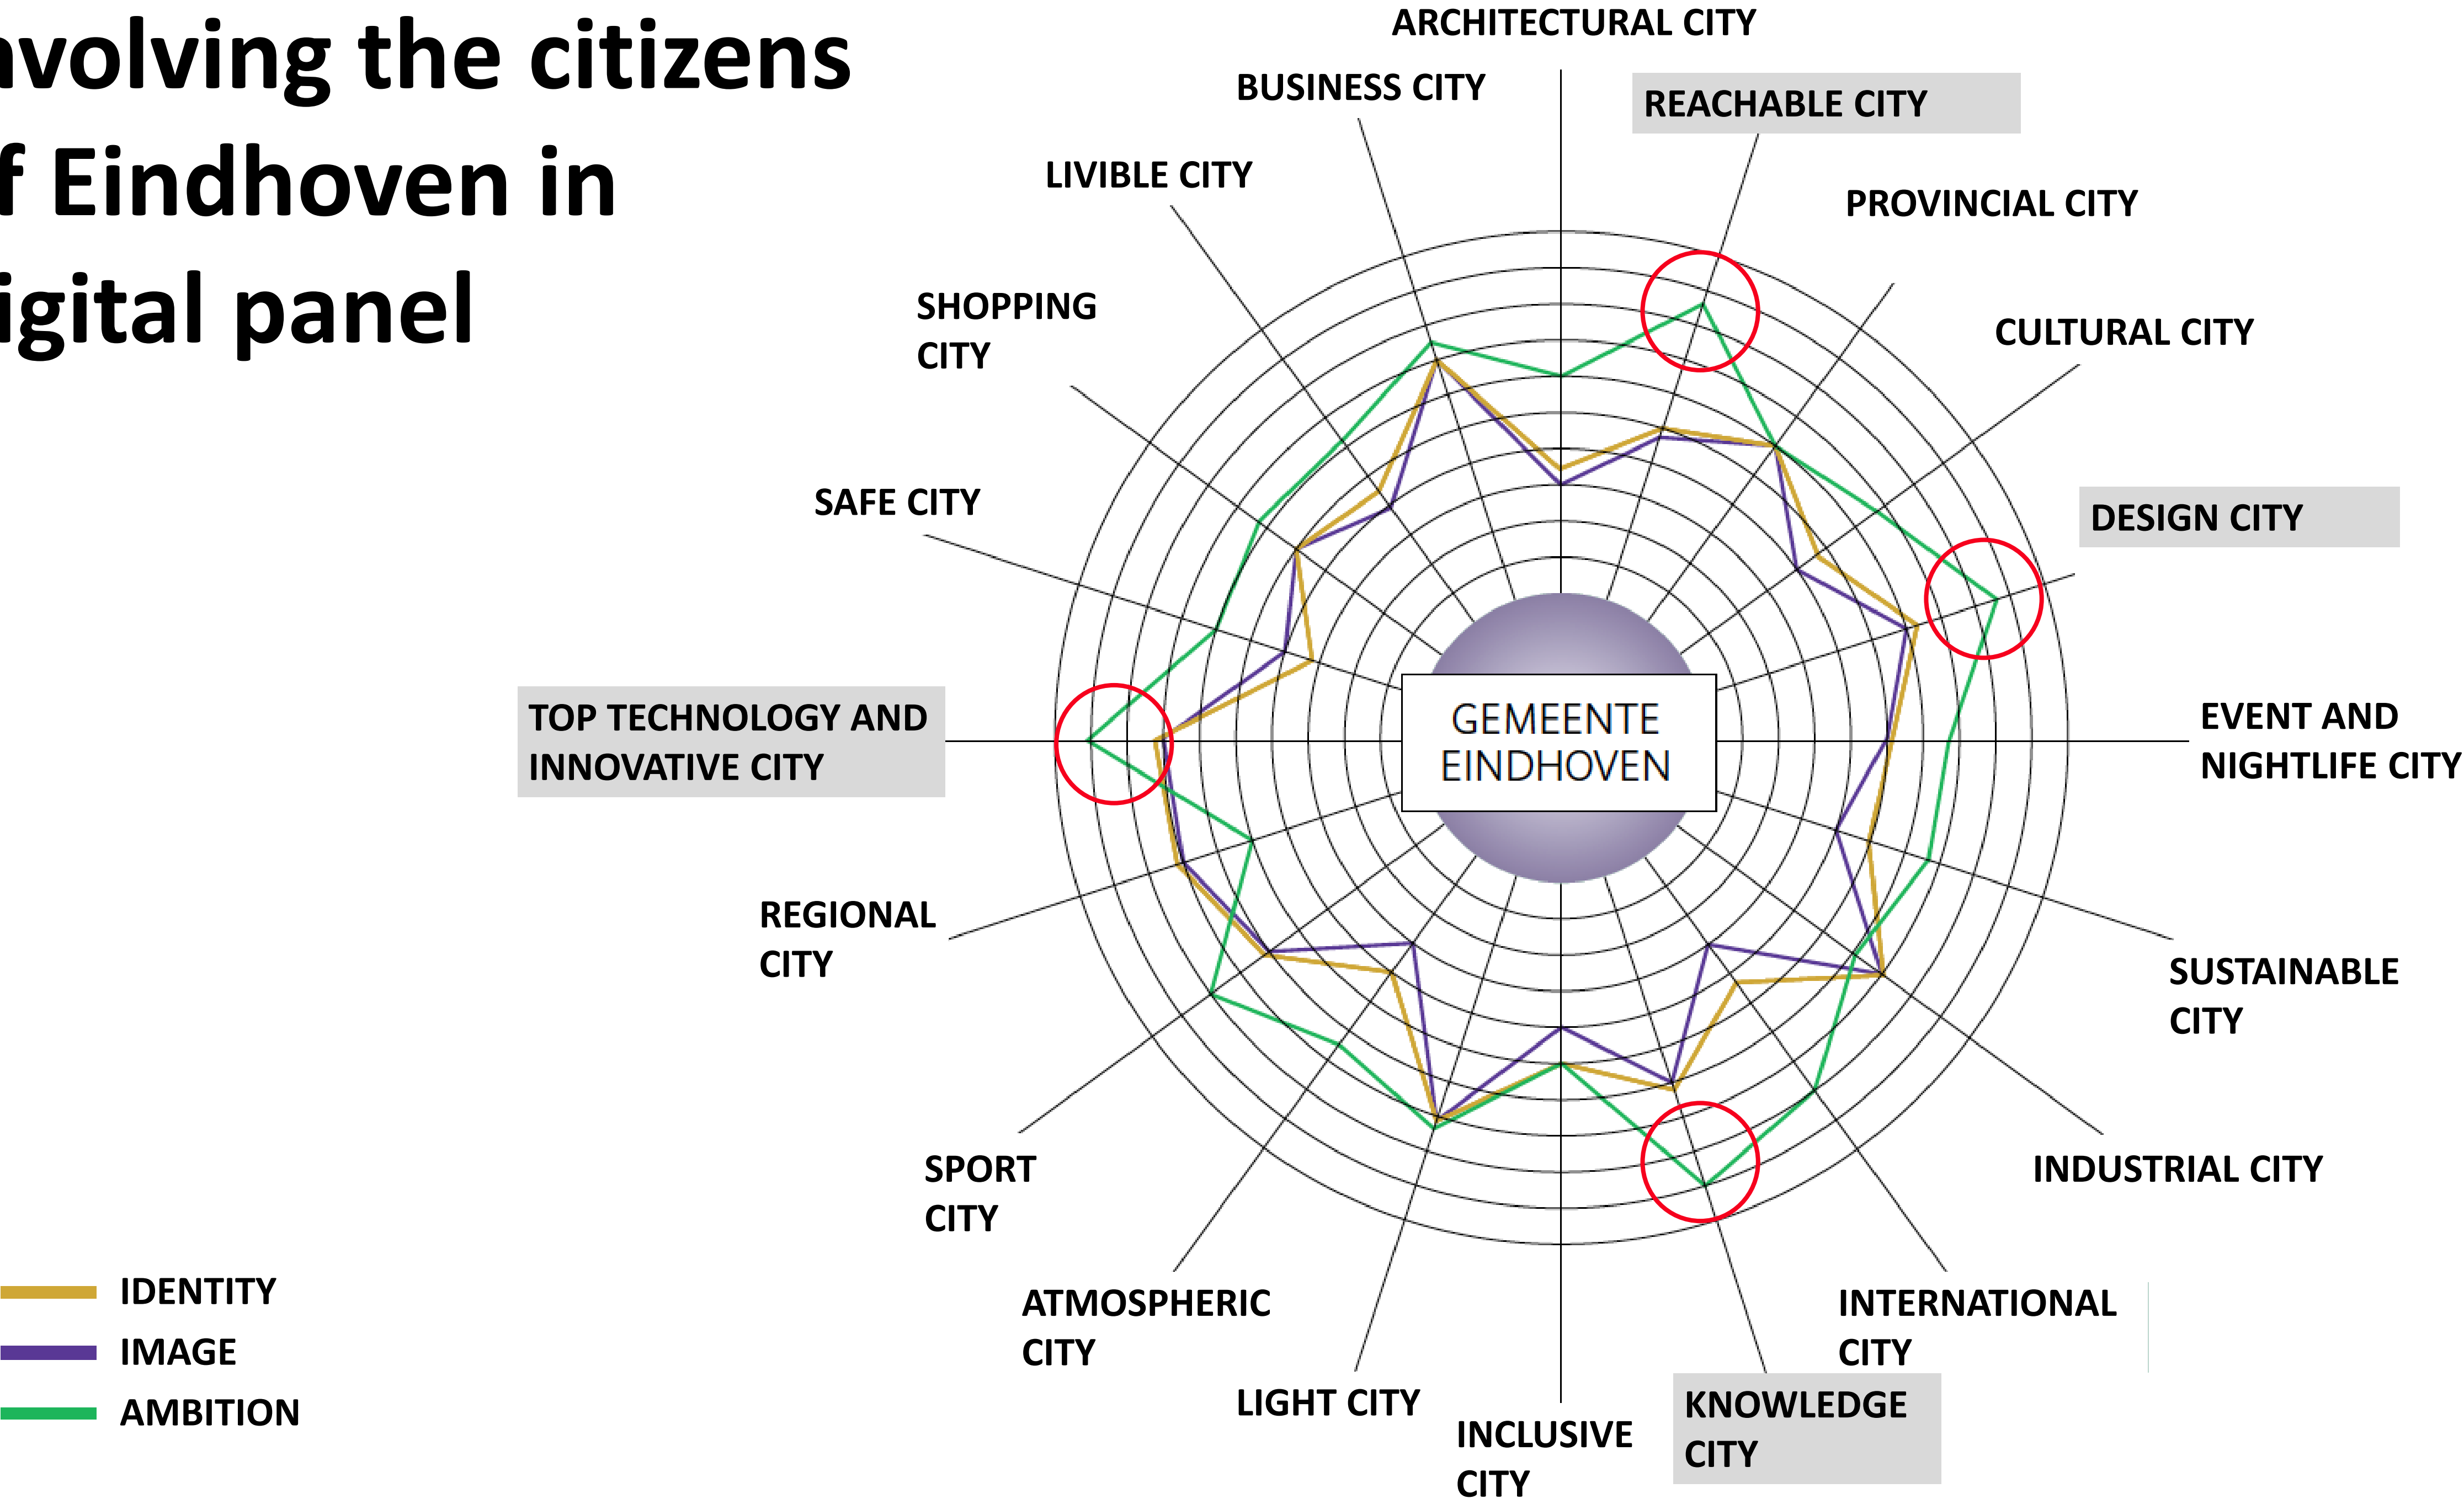 nvolving the citizens
f Eindhoven in
igital panel
ARCHITECTURAL CITY
BUSINESS CITY
REACHABLE CITY
LIVIBLE CITY
PROVINCIAL CITY
SHOPPING
CITY
CULTURAL CITY
SAFE CITY
DESIGN CITY
TOP TECHNOLOGY AND
INNOVATIVE CITY
GEMEENTE
EINDHOVEN
EVENT AND
NIGHTLIFE CITY
REGIONAL
CITY
SUSTAINABLE
CITY
SPORT
CITY
INDUSTRIAL CITY
ATMOSPHERIC
CITY
INTERNATIONAL
CITY
LIGHT CITY
INCLUSIVE
CITY
KNOWLEDGE
CITY
IDENTITY
IMAGE
AMBITION